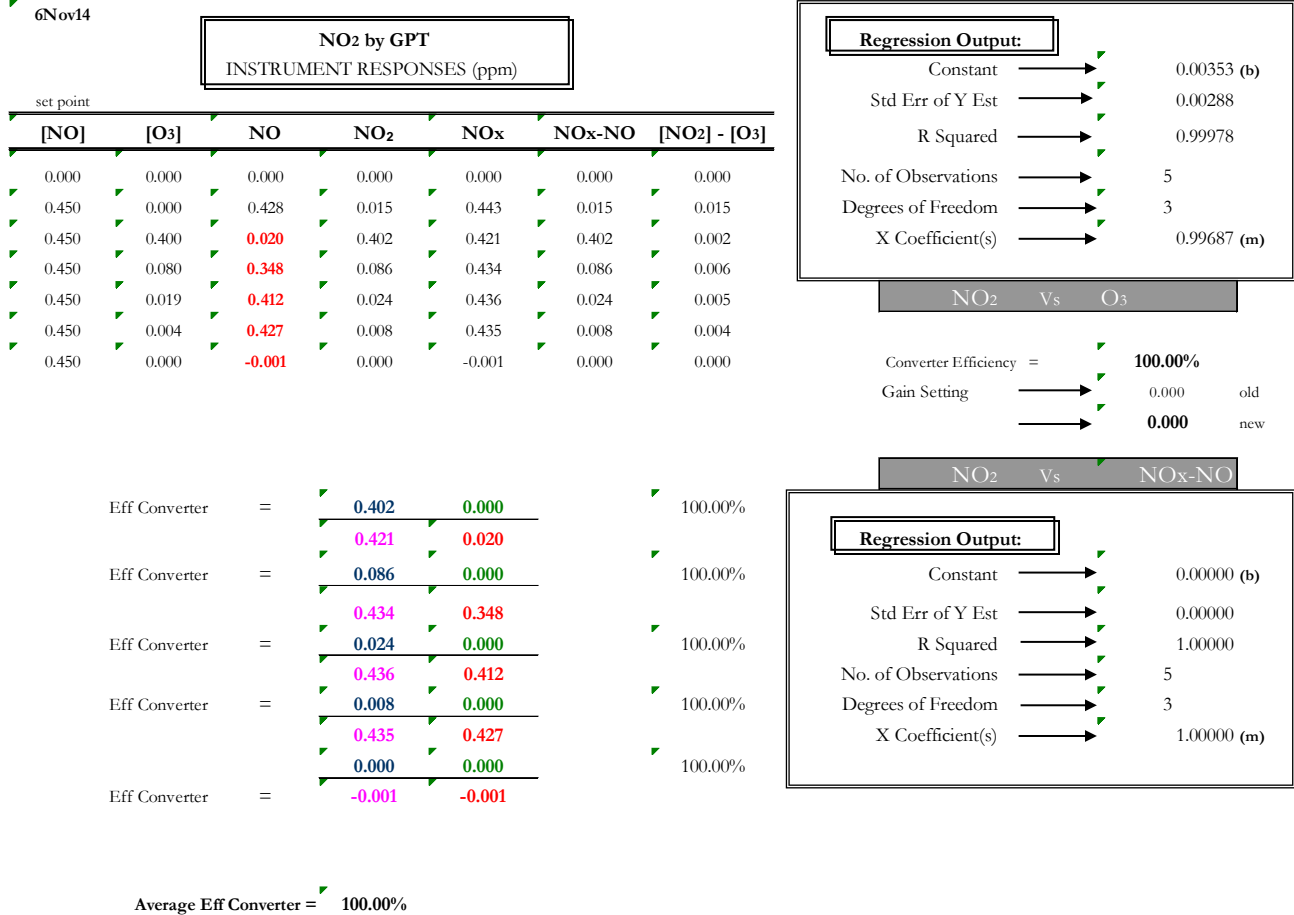 6Nov14
NO2 by GPT
INSTRUMENT RESPONSES (ppm)
set point
[NO] [O3] NO NO2 NOx NOx-NO [NO2] - [O3]
0.000 0.000 0.000 0.000 0.000 0.000 0.000
0.450 0.000 0.428 0.015 0.443 0.015 0.015
0.450 0.400 0.020 0.402 0.421 0.402 0.002
0.450 0.080 0.348 0.086 0.434 0.086 0.006
0.450 0.019 0.412 0.024 0.436 0.024 0.005
0.450 0.004 0.427 0.008 0.435 0.008 0.004
0.450 0.000 -0.001 0.000 -0.001 0.000 0.000
Regression Output:
Constant 0.00353 (b)
Std Err of Y Est 0.00288
R Squared 0.99978
No. of Observations 5
Degrees of Freedom 3
X Coefficient(s) 0.99687 (m)
NO2 Vs O3
Converter Efficiency = 100.00%
Gain Setting 0.000 old
0.000 new
NO2 Vs NOx-NO
Regression Output:
Constant 0.00000 (b)
Std Err of Y Est 0.00000
R Squared 1.00000
No. of Observations 5
Degrees of Freedom 3
X Coefficient(s) 1.00000 (m)
Eff Converter = 0.402 0.000 100.00%
0.421 0.020
Eff Converter = 0.086 0.000 100.00%
0.434 0.348
Eff Converter = 0.024 0.000 100.00%
0.436 0.412
Eff Converter = 0.008 0.000 100.00%
0.435 0.427
0.000 0.000 100.00%
Eff Converter = -0.001 -0.001
Average Eff Converter = 100.00%